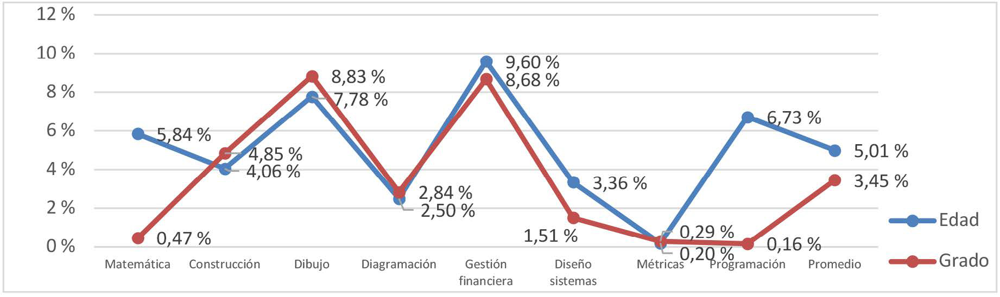 12 %
10 %
8 %
6 %
4 %
2 %
0 %
5,84 %
0,47 %
4,85 %
4,06 %
8,83 %
7,78 %
2,84 %
2,50 %
9,60 %
8,68 %
3,36 %
1,51 %
0,29 %
0,20 %
6,73 %
0,16 %
5,01 %
3,45 %
Matemática
Construcción
Dibujo
Diagramación
Gestión
financiera
Diseño
sistemas
Métricas
Programación
Promedio
Edad
Grado